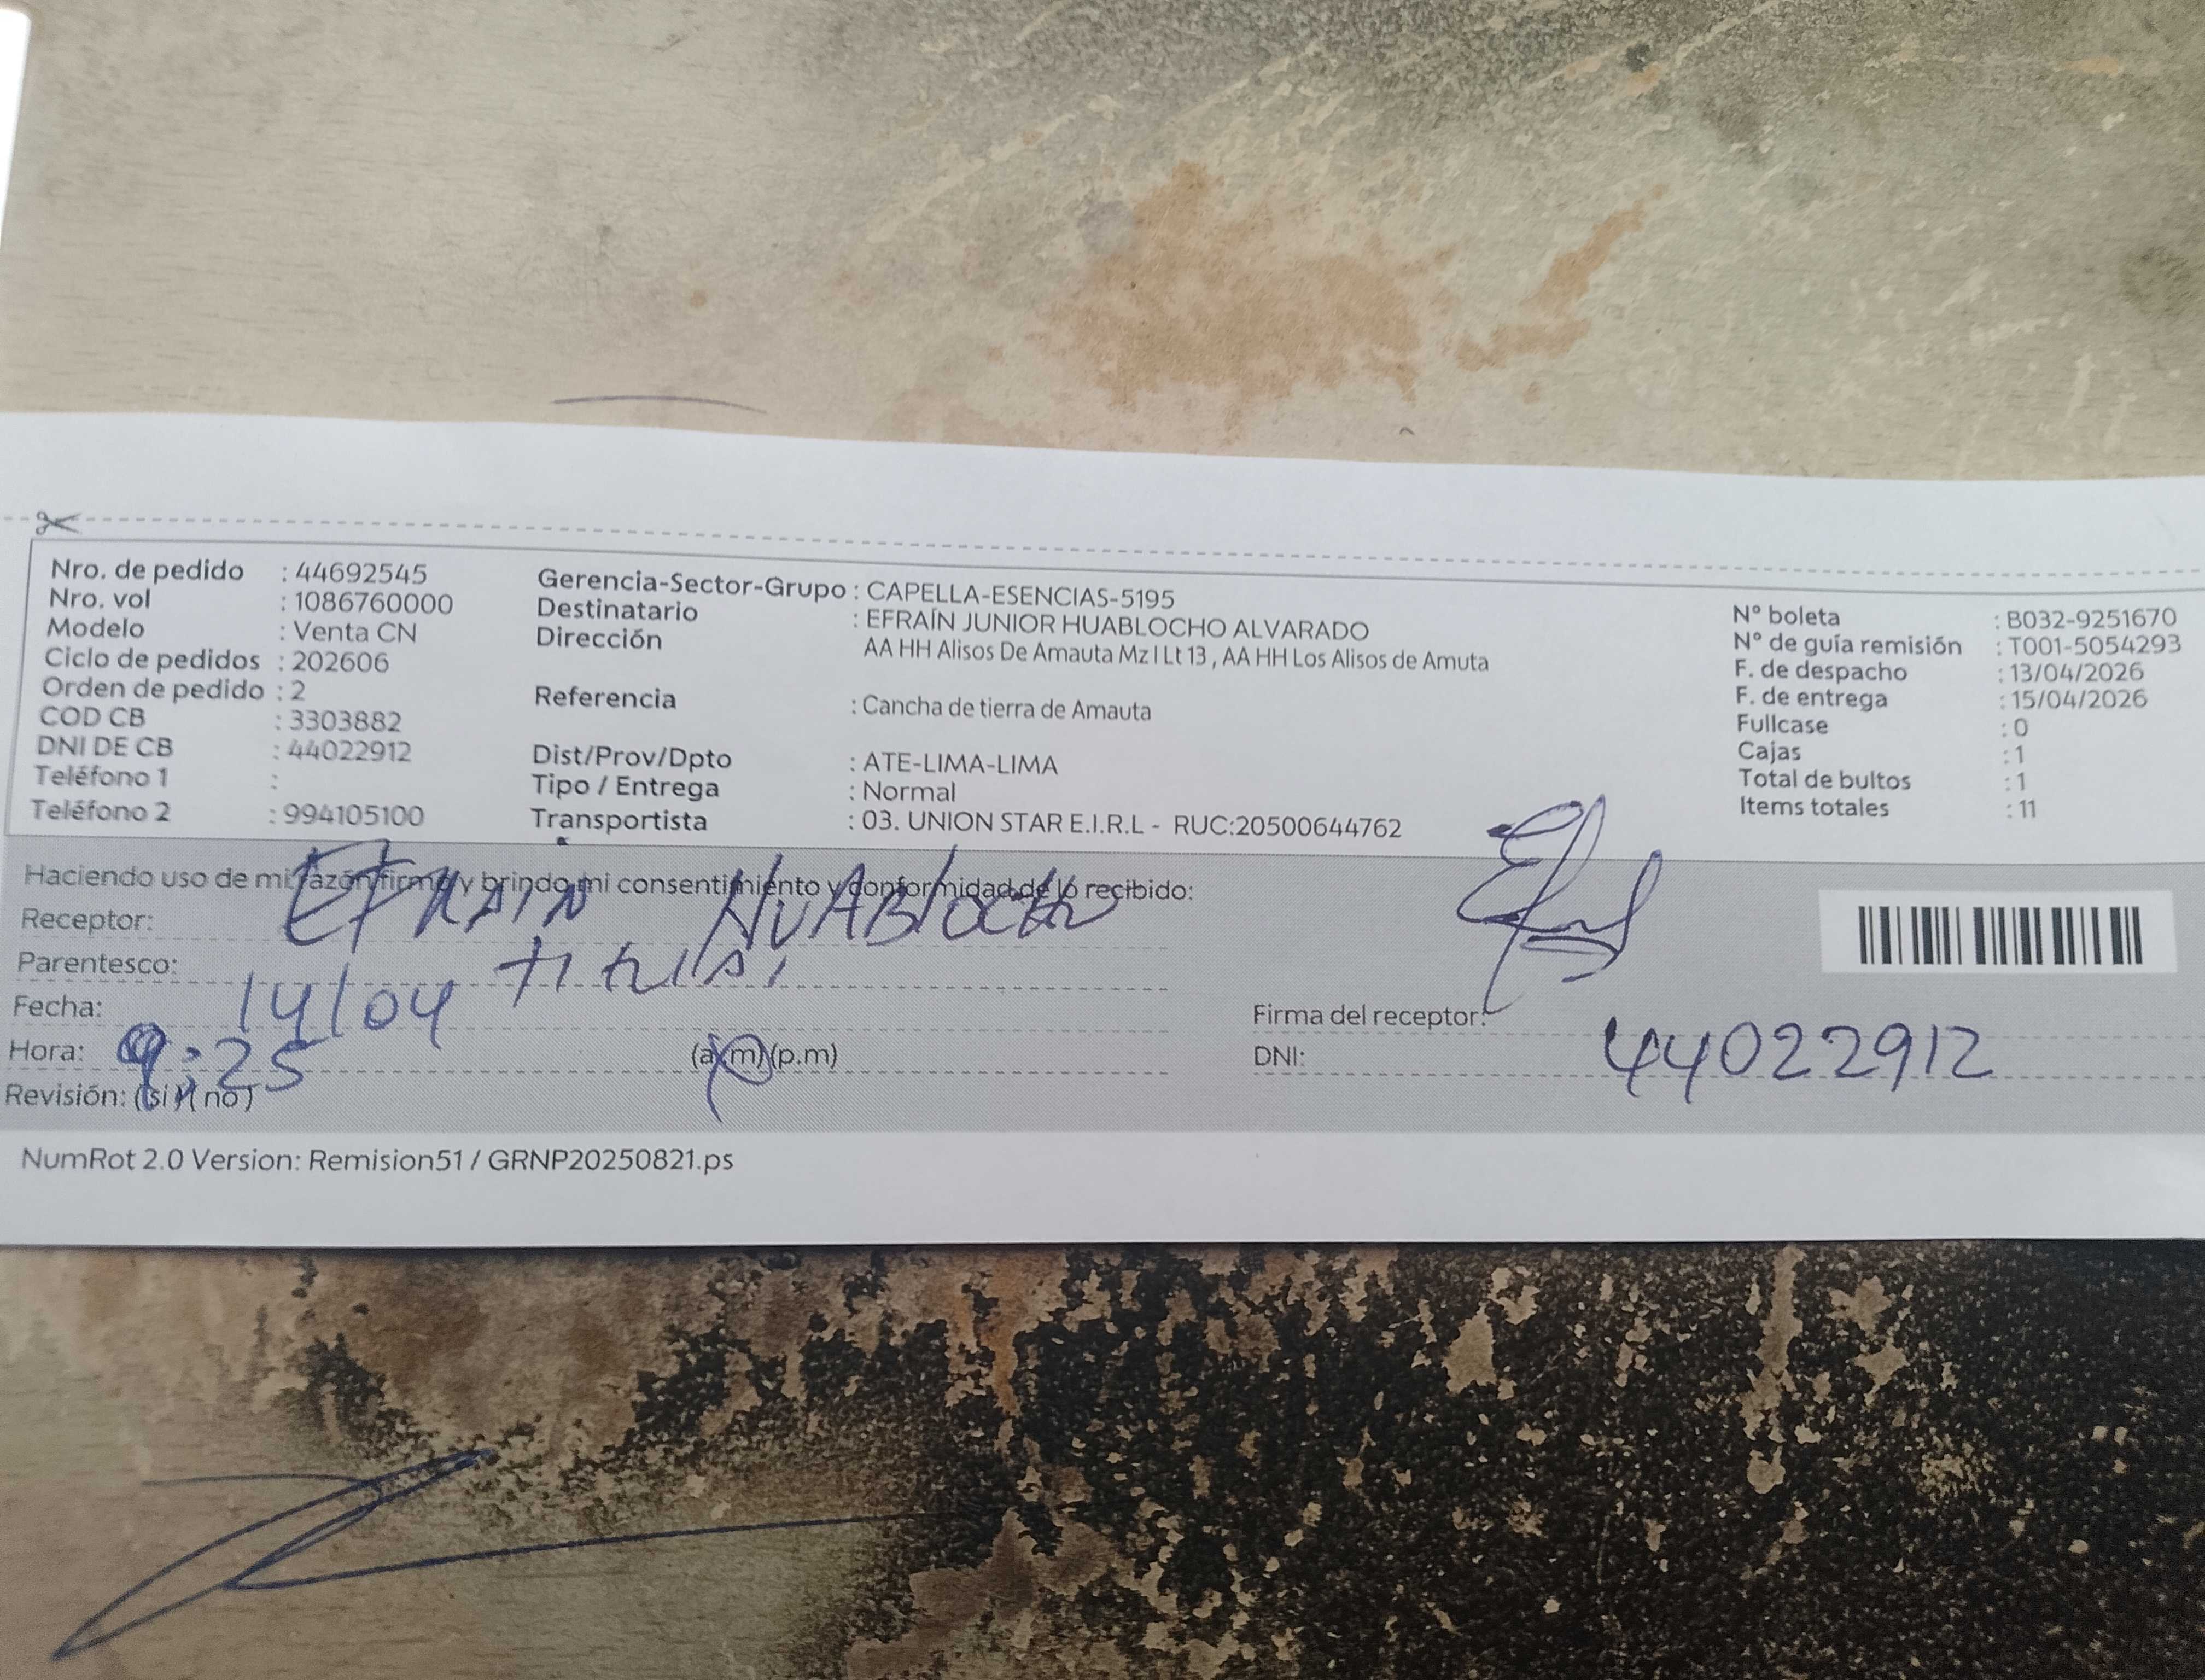 Nro. de pedido : 44692545
Nro. vol : 1086760000
Modelo : Venta CN
Ciclo de pedidos : 202606
Orden de pedido : 2
COD CB : 3303882
DNI DE CB : 44022912
Teléfono 1 :
Teléfono 2 : 994105100
Gerencia-Sector-Grupo : CAPELLA-ESENCIAS-5195
Destinatario : EFRAÍN JUNIOR HUABLOCHO ALVARADO
Dirección AA HH Alisos De Amauta Mz I Lt 13 , AA HH Los Alisos de Amuta
Referencia : Cancha de tierra de Amauta
Dist/Prov/Dpto : ATE-LIMA-LIMA
Tipo / Entrega : Normal
Transportista : 03. UNION STAR E.I.R.L - RUC:20500644762
N° boleta : B032-9251670
N° de guía remisión : T001-5054293
F. de despacho : 13/04/2026
F. de entrega : 15/04/2026
Fullcase : 0
Cajas : 1
Total de bultos : 1
Items totales : 11
Haciendo uso de mi razón firmo y brindo mi consentimiento y conformidad de lo recibido:
Receptor: EFRAIN HUABlocho
Parentesco:
Fecha: 14/04
Hora: 9:25 (a.m) (p.m)
Revisión: (si) (no)
Firma del receptor:
DNI: 44022912
NumRot 2.0 Version: Remision51 / GRNP20250821.ps